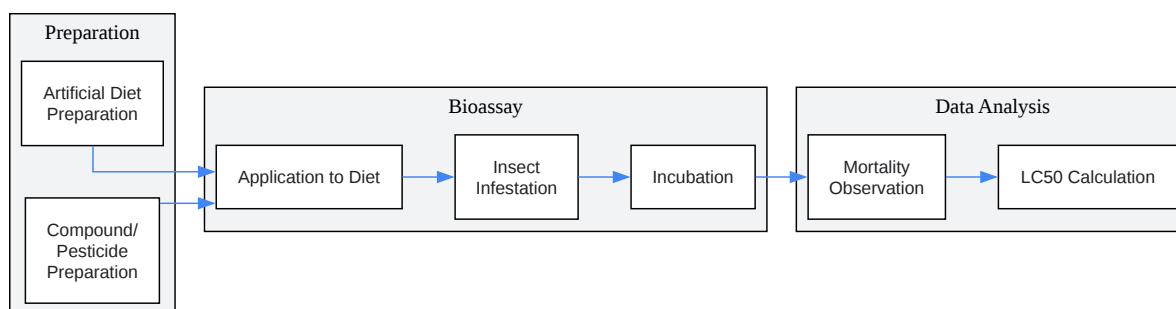 Preparation
Artificial Diet
Preparation
Compound/
Pesticide
Preparation
Bioassay
Application to Diet
Insect
Infestation
Incubation
Data Analysis
Mortality
Observation
LC50 Calculation